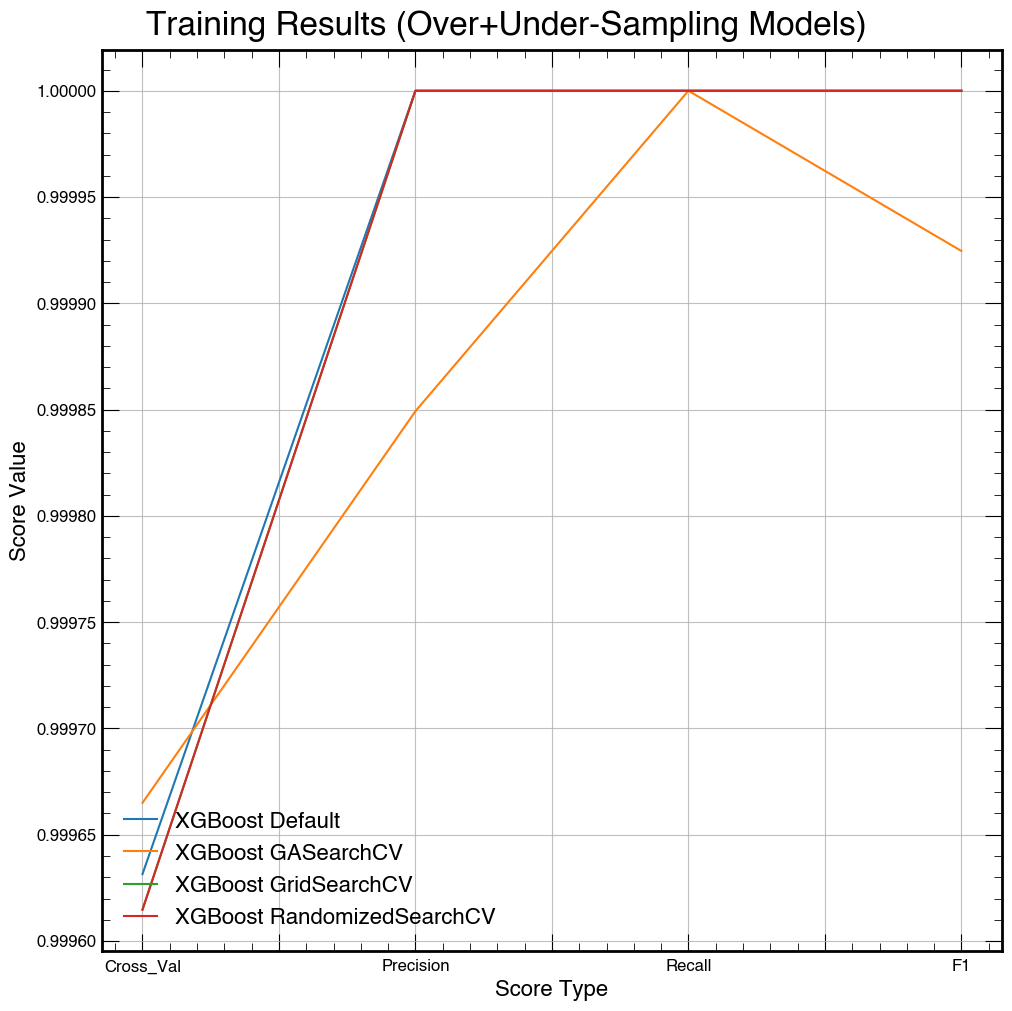 Training Results (Over+Under-Sampling Models)
1.00000
0.99995
0.99990
0.99985
0.99980
0.99975
0.99970
0.99965
0.99960
Score Value
XGBoost Default
XGBoost GASearchCV
XGBoost GridSearchCV
XGBoost RandomizedSearchCV
Cross_Val Precision Recall F1
Score Type